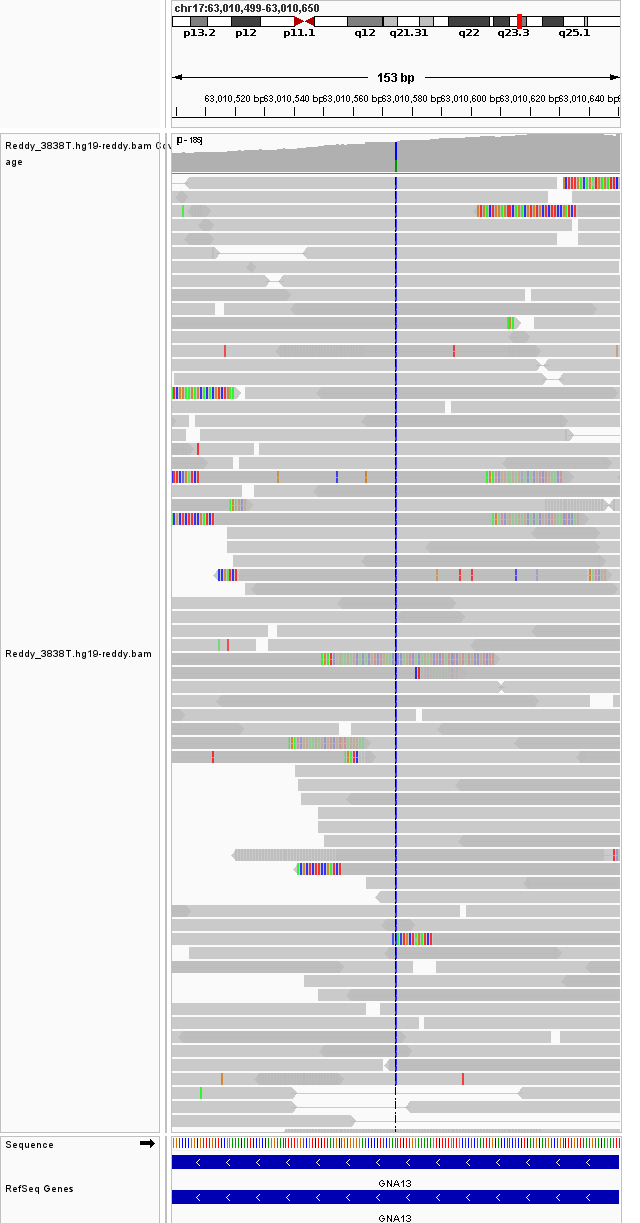 chr17:63,010,499-63,010,650
p13.2 p12 p11.1 q12 q21.31 q22 q23.3 q25.1
153 bp
63,010,520 bp 63,010,540 bp 63,010,560 bp 63,010,580 bp 63,010,600 bp 63,010,620 bp 63,010,640 bp
Reddy_3838T.hg19-reddy.bam Cov
age
[0 - 186]
Reddy_3838T.hg19-reddy.bam
Sequence
RefSeq Genes
GNA13
GNA13